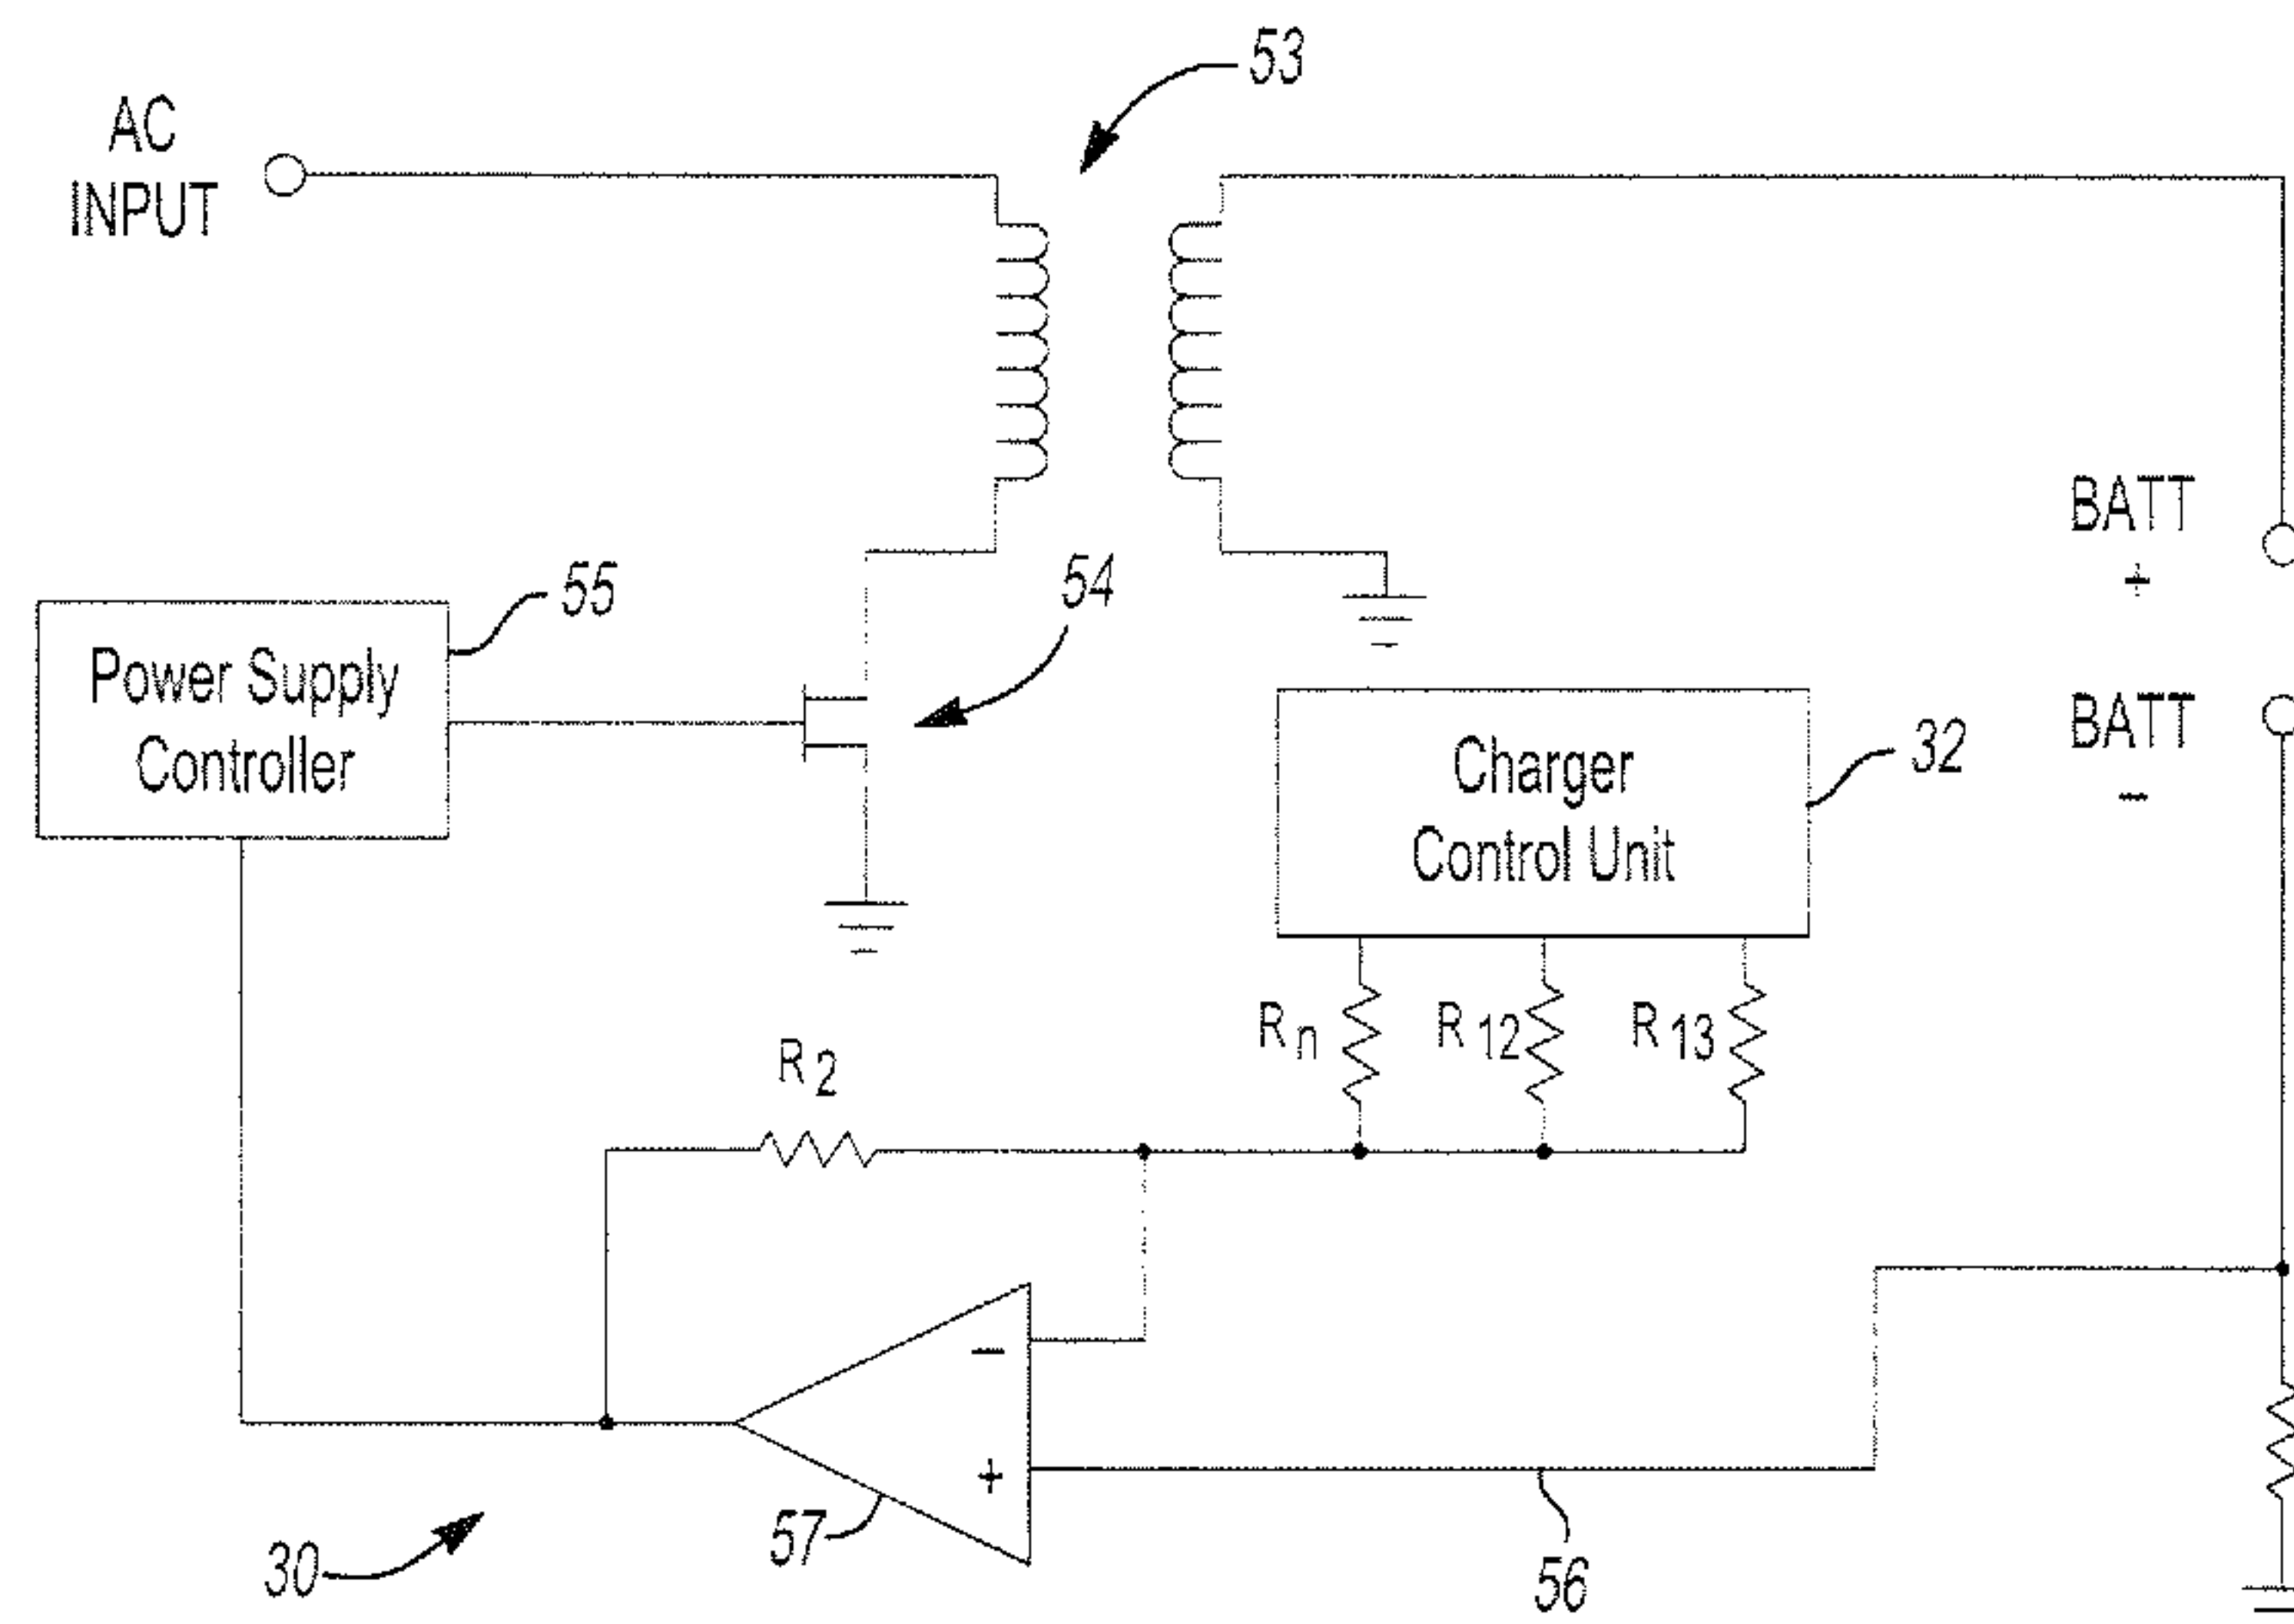 53
AC
INPUT
BATT
+
55
54
Power Supply
Controller
BATT
−
32
Charger
Control Unit
Rn
R12
R13
R2
−
+
57
30
56